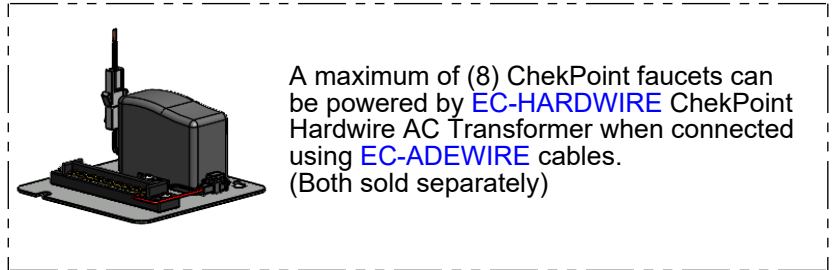 A maximum of (8) ChekPoint faucets can
be powered by EC-HARDWIRE ChekPoint
Hardwire AC Transformer when connected
using EC-ADEWIRE cables.
(Both sold separately)